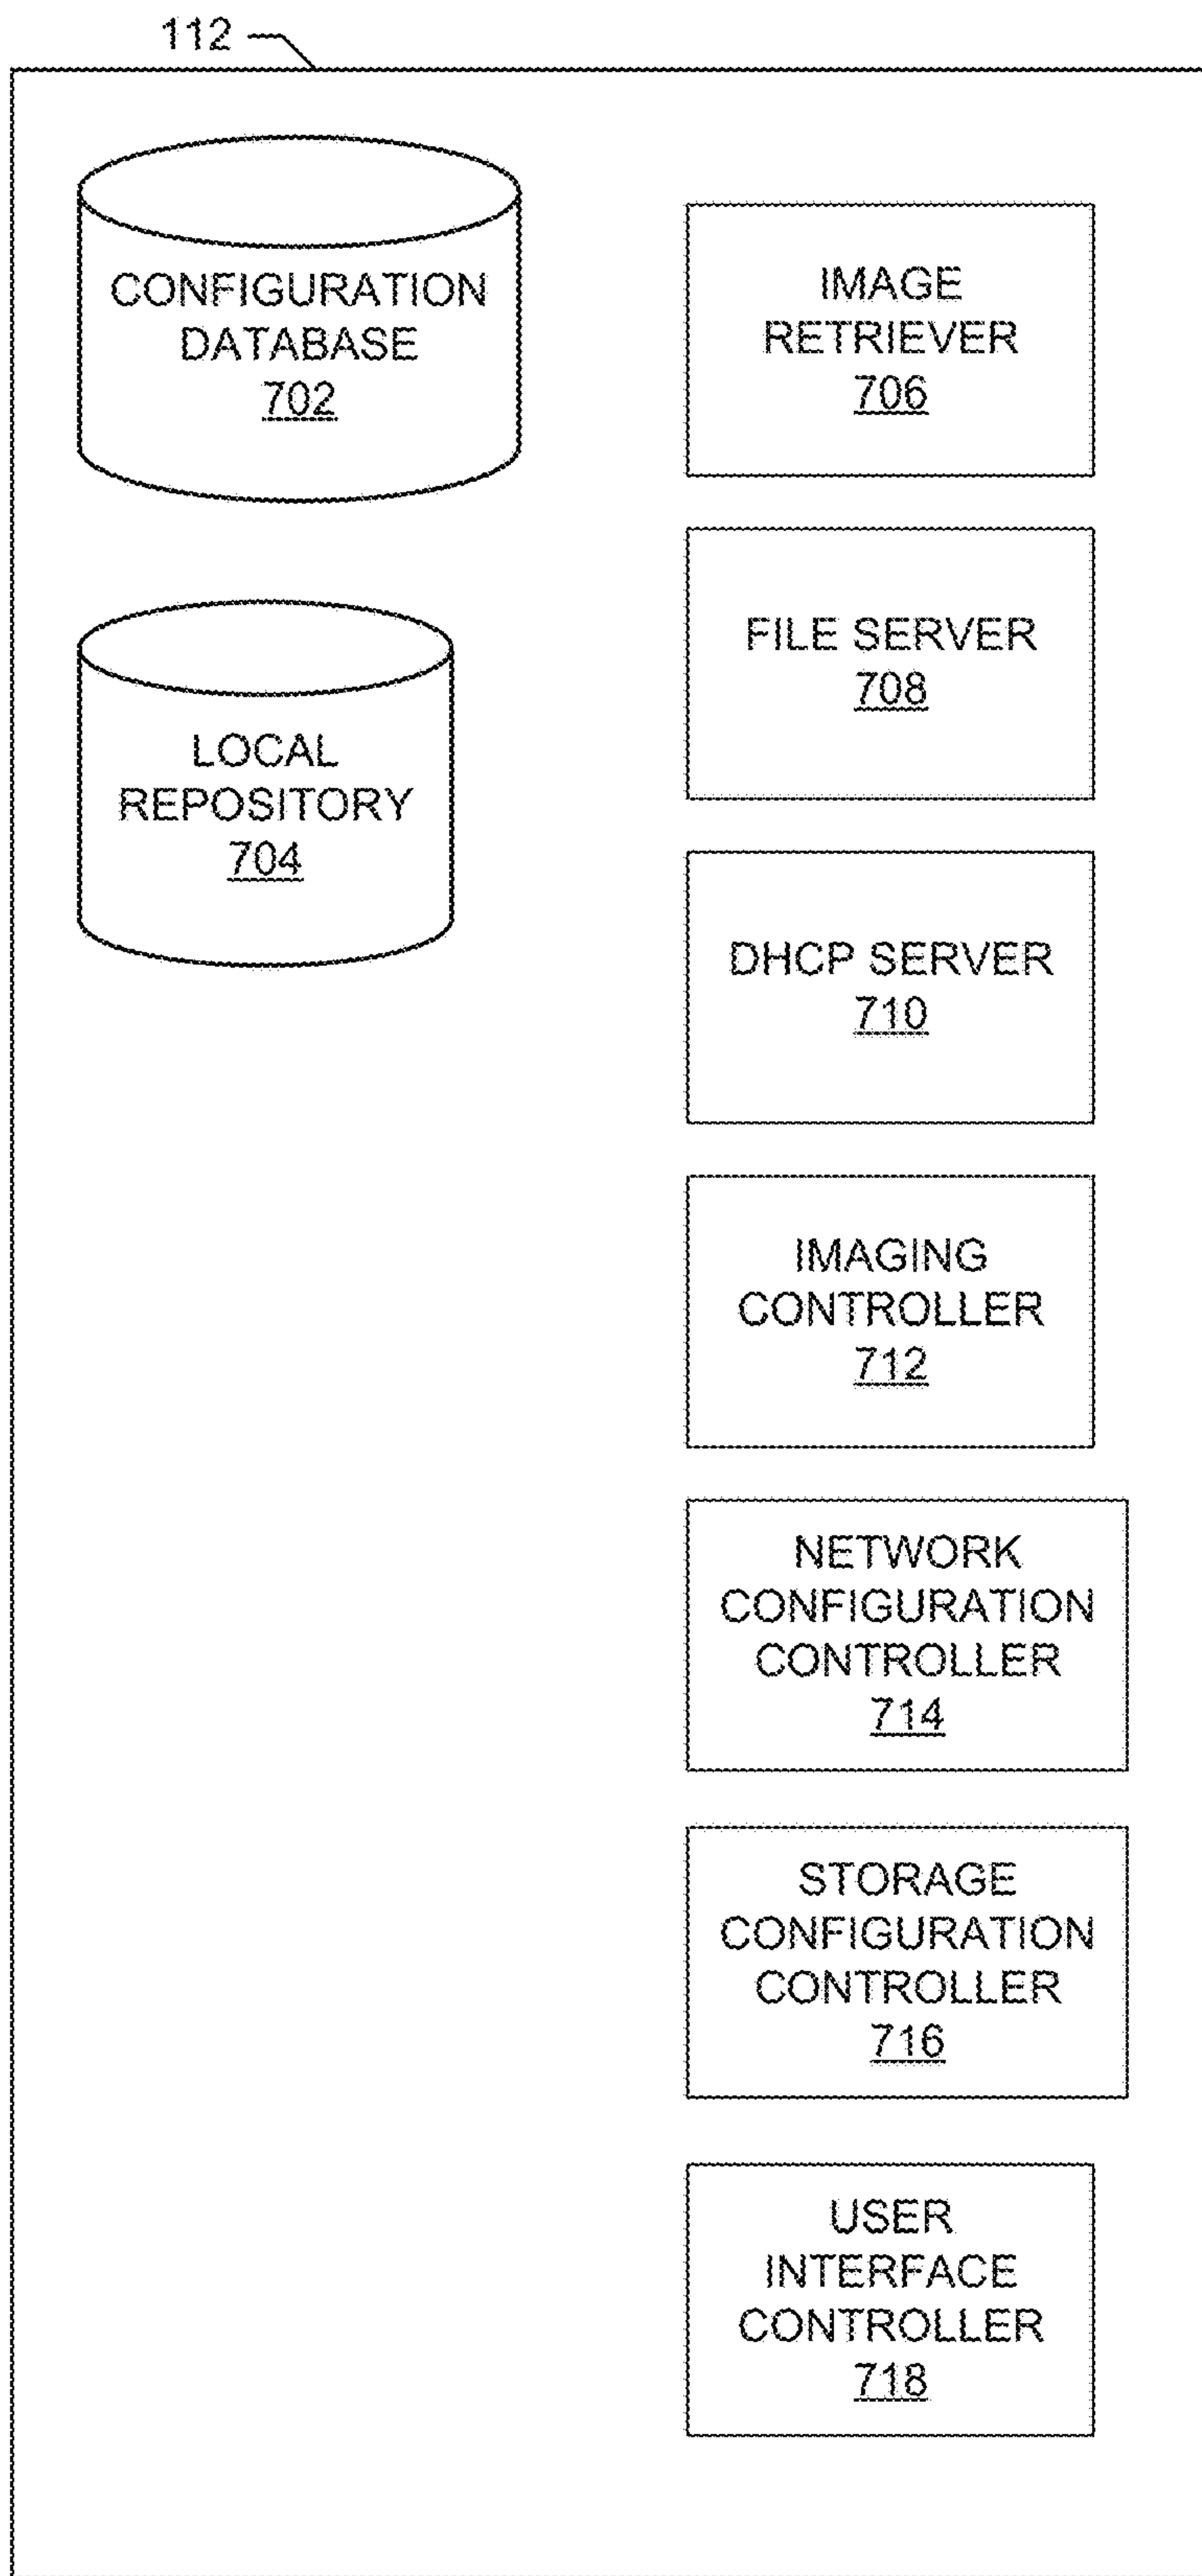 112
CONFIGURATION
DATABASE
702
LOCAL
REPOSITORY
704
IMAGE
RETRIEVER
706
FILE SERVER
708
DHCP SERVER
710
IMAGING
CONTROLLER
712
NETWORK
CONFIGURATION
CONTROLLER
714
STORAGE
CONFIGURATION
CONTROLLER
716
USER
INTERFACE
CONTROLLER
718